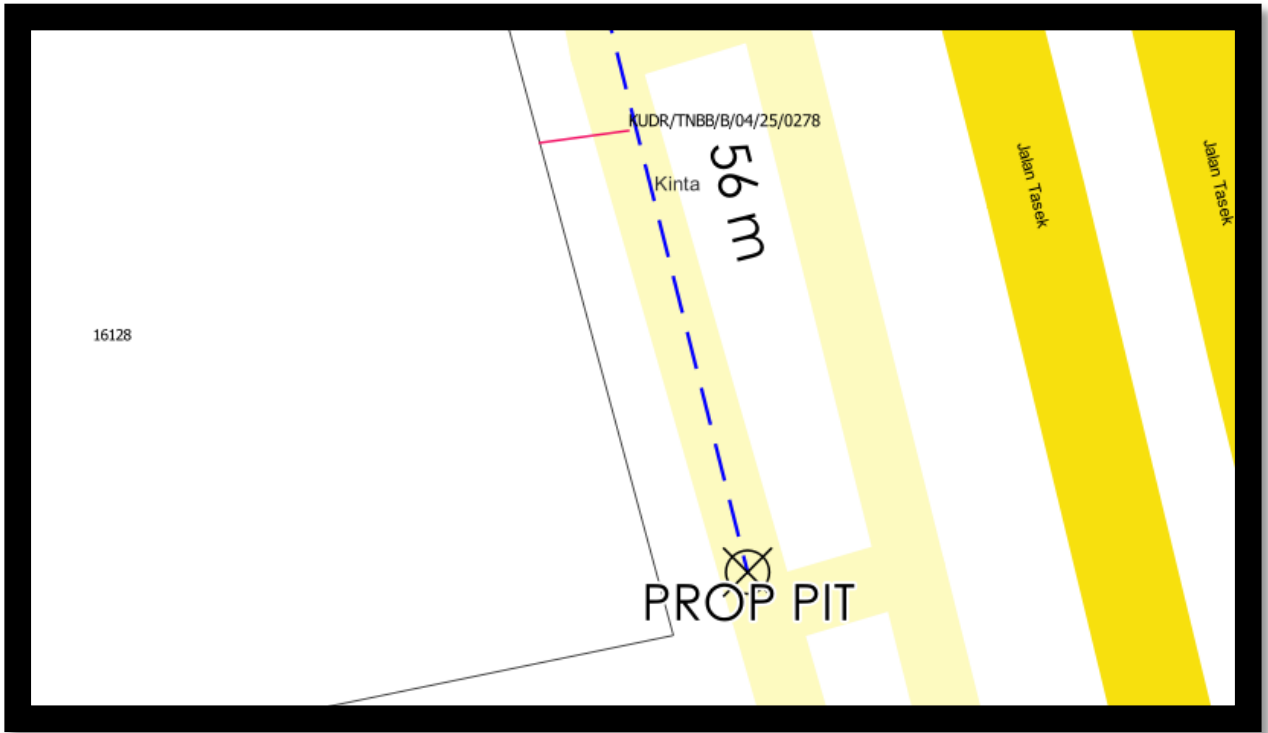 KUDR/TNBB/B/04/25/0278
56 m
Kinta
Jalan Tasek
Jalan Tasek
16128
PROP PIT